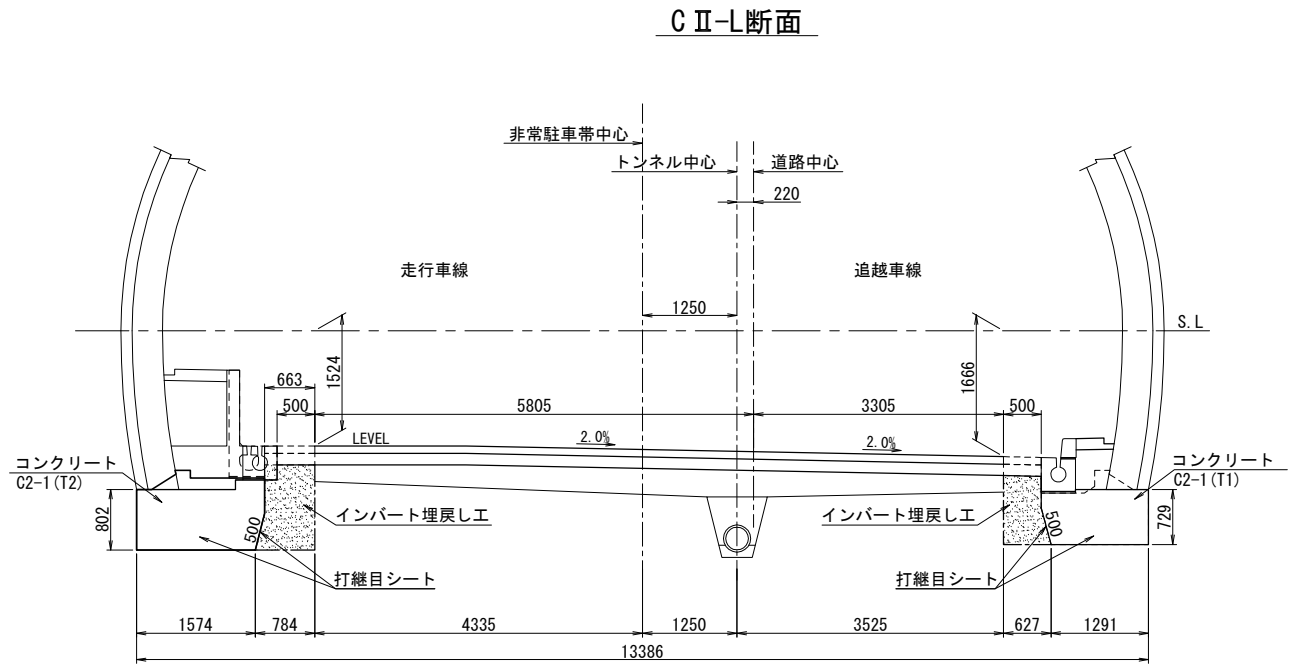 CⅡ-L断面
非常駐車帯中心
トンネル中心
道路中心
220
走行車線
追越車線
1250
S.L
1524
1666
663
500
5805
3305
500
LEVEL
2.0%
2.0%
コンクリート
C2-1(T2)
コンクリート
C2-1(T1)
802
500
インバート埋戻し工
インバート埋戻し工
500
729
打継目シート
打継目シート
1574
784
4335
1250
3525
627
1291
13386